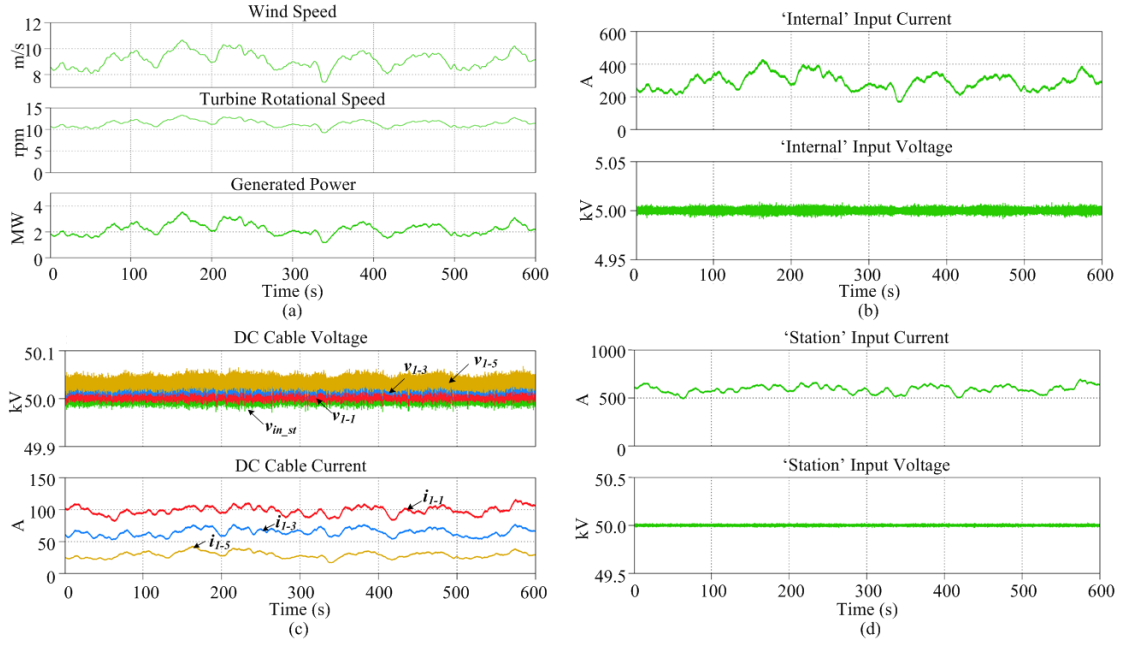 Wind Speed
12
10
8
m/s
Turbine Rotational Speed
15
10
5
0
rpm
Generated Power
4
2
0
MW
0 100 200 300 400 500 600
Time (s)
(a)
‘Internal’ Input Current
600
400
200
0
A
‘Internal’ Input Voltage
5.05
5.00
4.95
kV
0 100 200 300 400 500 600
Time (s)
(b)
DC Cable Voltage
50.1
50.0
49.9
kV
v1-3
v1-5
v1-1
vin_st
DC Cable Current
150
100
50
0
A
i1-1
i1-3
i1-5
0 100 200 300 400 500 600
Time (s)
(c)
‘Station’ Input Current
1000
500
0
A
‘Station’ Input Voltage
50.5
50.0
49.5
kV
0 100 200 300 400 500 600
Time (s)
(d)